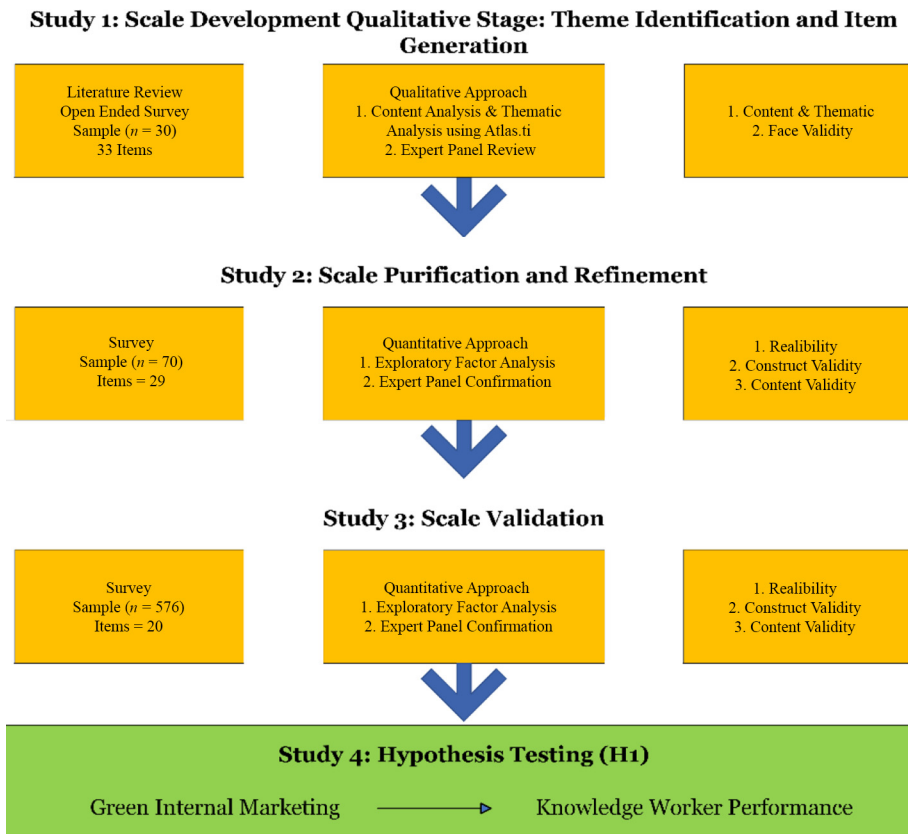 Study 1: Scale Development Qualitative Stage: Theme Identification and Item
Generation
Literature Review
Open Ended Survey
Sample (n = 30)
33 Items
Qualitative Approach
1. Content Analysis & Thematic
Analysis using Atlas.ti
2. Expert Panel Review
1. Content & Thematic
2. Face Validity
Study 2: Scale Purification and Refinement
Survey
Sample (n = 70)
Items = 29
Quantitative Approach
1. Exploratory Factor Analysis
2. Expert Panel Confirmation
1. Realibility
2. Construct Validity
3. Content Validity
Study 3: Scale Validation
Survey
Sample (n = 576)
Items = 20
Quantitative Approach
1. Exploratory Factor Analysis
2. Expert Panel Confirmation
1. Realibility
2. Construct Validity
3. Content Validity
Study 4: Hypothesis Testing (H1)
Green Internal Marketing
Knowledge Worker Performance